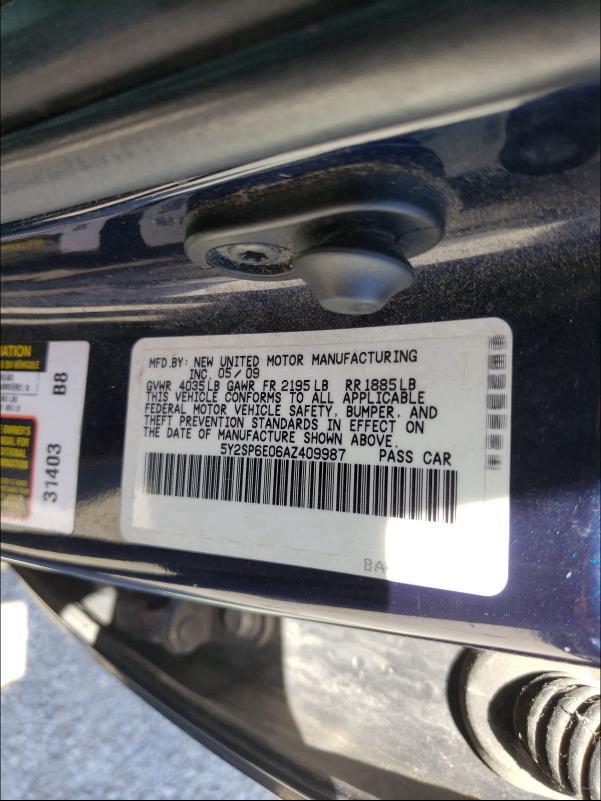 MFD.BY: NEW UNITED MOTOR MANUFACTURING
INC. 05/09
GVWR 4035LB GAWR FR 2195LB RR 1885LB
THIS VEHICLE CONFORMS TO ALL APPLICABLE
FEDERAL MOTOR VEHICLE SAFETY, BUMPER, AND
THEFT PREVENTION STANDARDS IN EFFECT ON
THE DATE OF MANUFACTURE SHOWN ABOVE.
5Y2SP6E06AZ409987 PASS CAR
BA
31403 B8